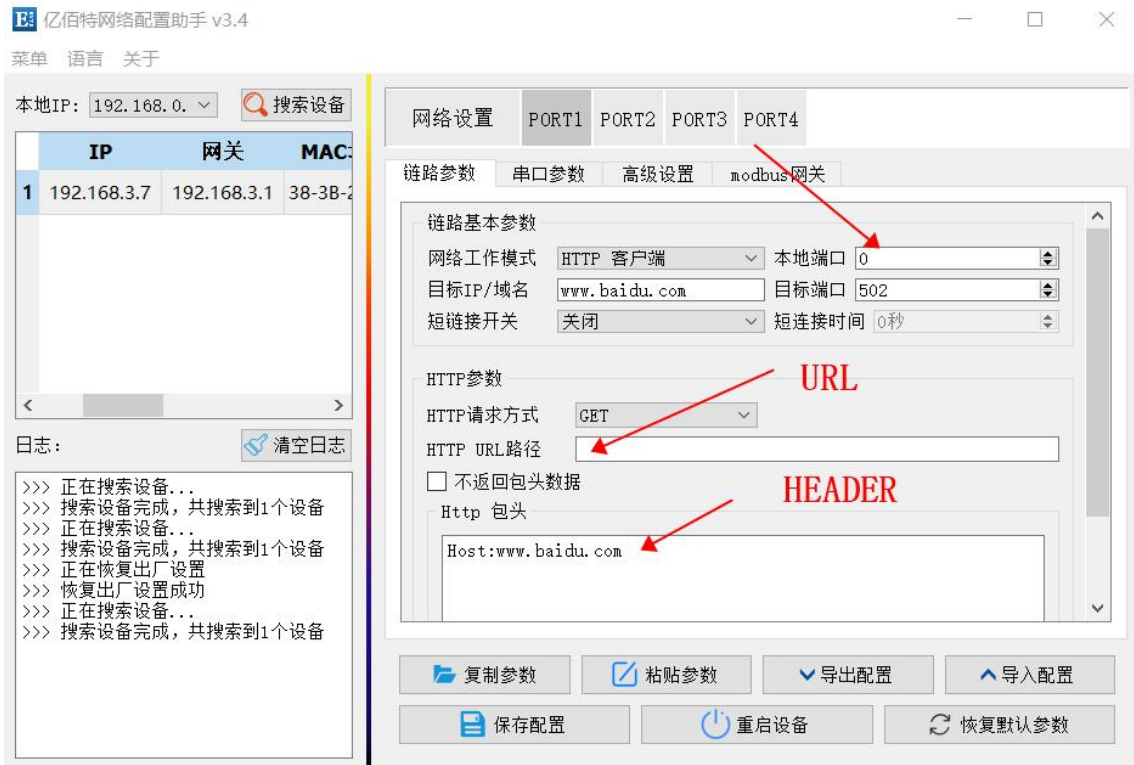 亿佰特网络配置助手 v3.4
菜单 语言 关于
本地IP: 192.168.0. 搜索设备
IP 网关 MAC
1 192.168.3.7 192.168.3.1 38-3B-2
日志: 清空日志
>>> 正在搜索设备...
>>> 搜索设备完成, 共搜索到1个设备
>>> 正在搜索设备...
>>> 搜索设备完成, 共搜索到1个设备
>>> 正在恢复出厂设置
>>> 恢复出厂设置成功
>>> 正在搜索设备...
>>> 搜索设备完成, 共搜索到1个设备
网络设置 PORT1 PORT2 PORT3 PORT4
链路参数 串口参数 高级设置 modbus网关
链路基本参数
网络工作模式 HTTP 客户端 本地端口 0
目标IP/域名 www.baidu.com 目标端口 502
短链接开关 关闭 短连接时间 0秒
HTTP参数 URL
HTTP请求方式 GET
HTTP URL路径
不返回包头数据 HEADER
Http 包头
Host:www.baidu.com
复制参数 粘贴参数 导出配置 导入配置
保存配置 重启设备 恢复默认参数